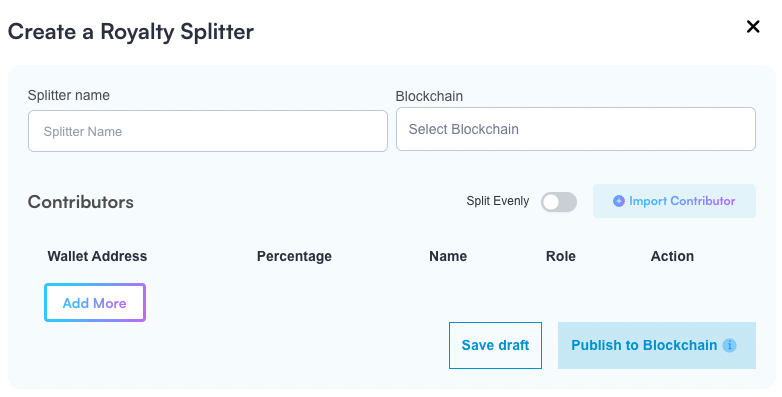 Create a Royalty Splitter
Splitter name
Blockchain
Splitter Name
Select Blockchain
Contributors
Split Evenly
Import Contributor
Wallet Address
Percentage
Name
Role
Action
Add More
Save draft
Publish to Blockchain